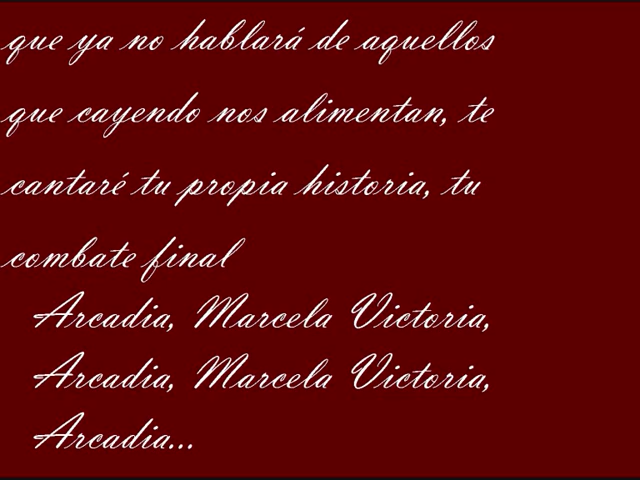 que ya no hablará de aquellos
que cayendo nos alimentan, te
cantaré tu propia historia, tu
combate final
Arcadia, Marcela Victoria,
Arcadia, Marcela Victoria,
Arcadia...